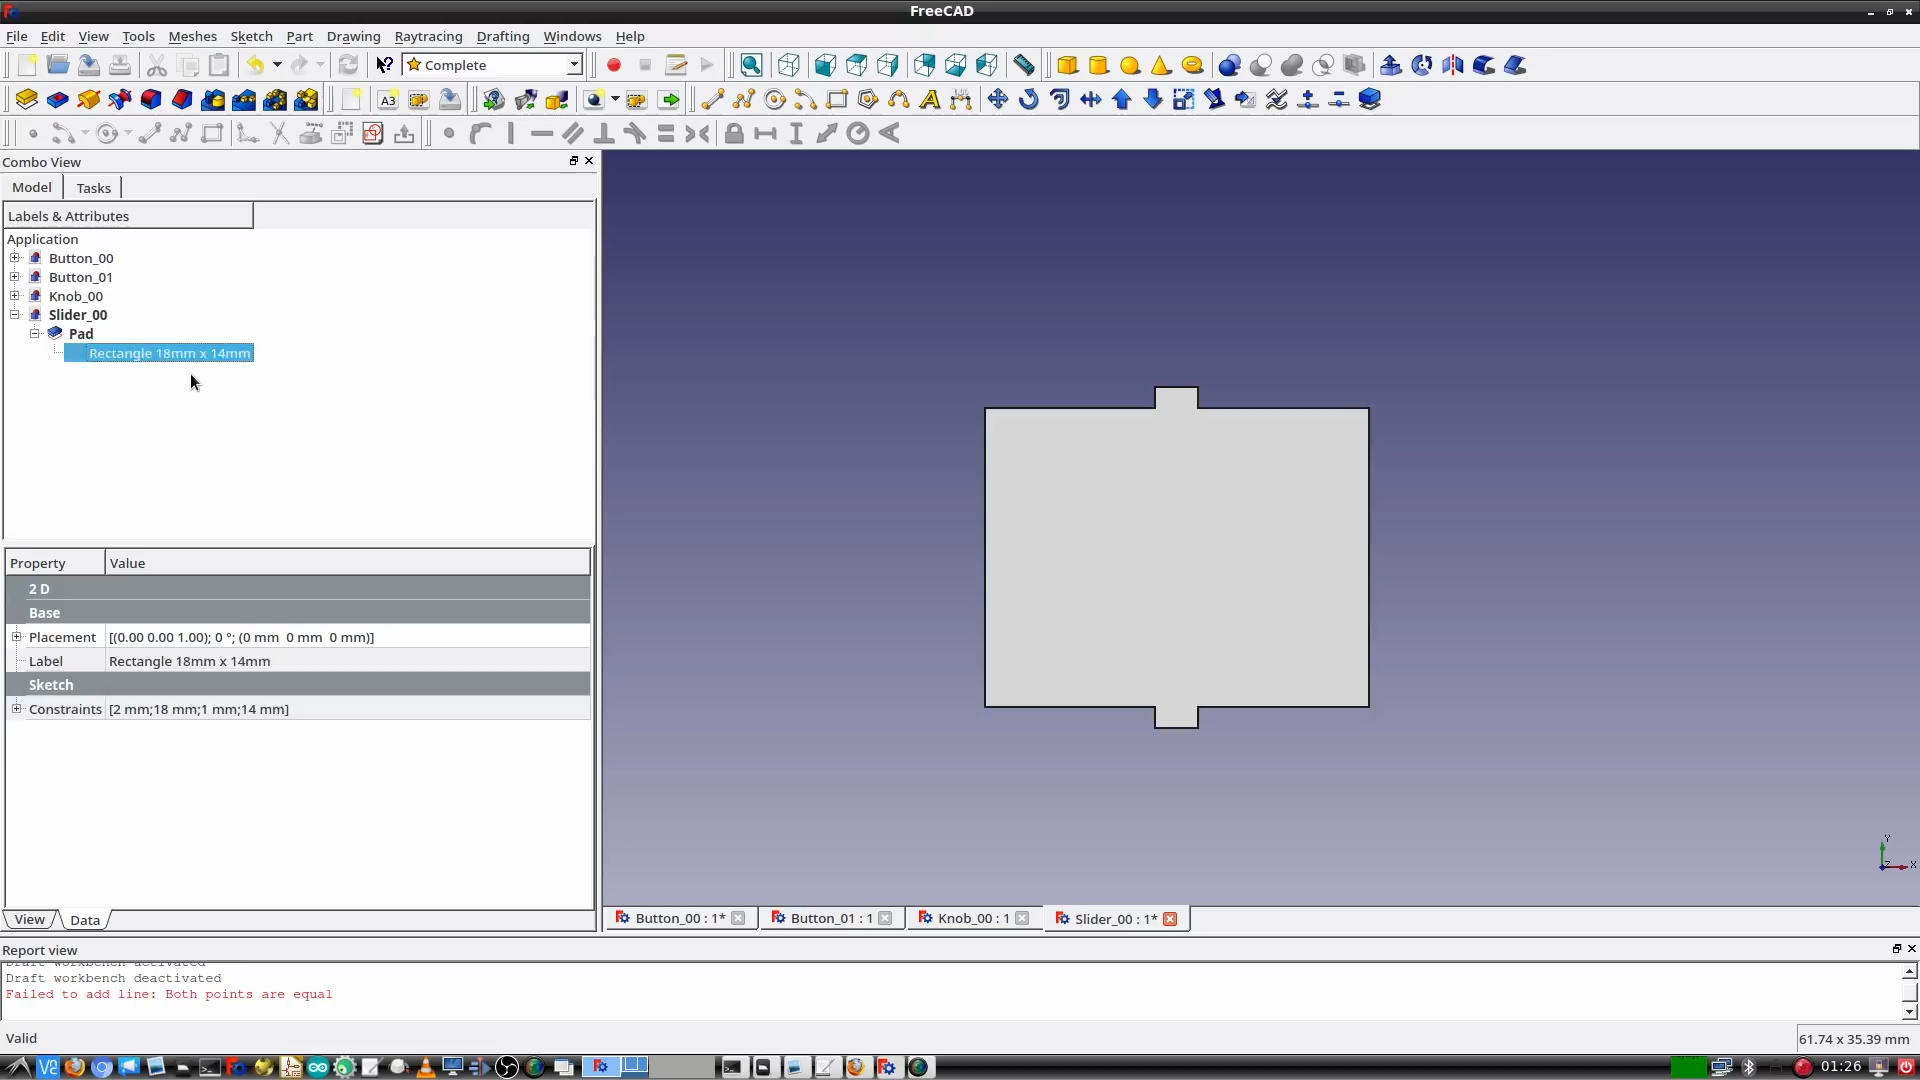 FreeCAD
File Edit View Tools Meshes Sketch Part Drawing Raytracing Drafting Windows Help
Complete
A3
Combo View
Model Tasks
Labels & Attributes
Application
Button_00
Button_01
Knob_00
Slider_00
Pad
Rectangle 18mm x 14mm
Property Value
2 D
Base
Placement [(0.00 0.00 1.00); 0 °; (0 mm 0 mm 0 mm)]
Label Rectangle 18mm x 14mm
Sketch
Constraints [2 mm;18 mm;1 mm;14 mm]
View Data
Y
Z X
Button_00 : 1* Button_01 : 1 Knob_00 : 1 Slider_00 : 1*
Report view
Draft workbench activated
Draft workbench deactivated
Failed to add line: Both points are equal
Valid
61.74 x 35.39 mm
01:26